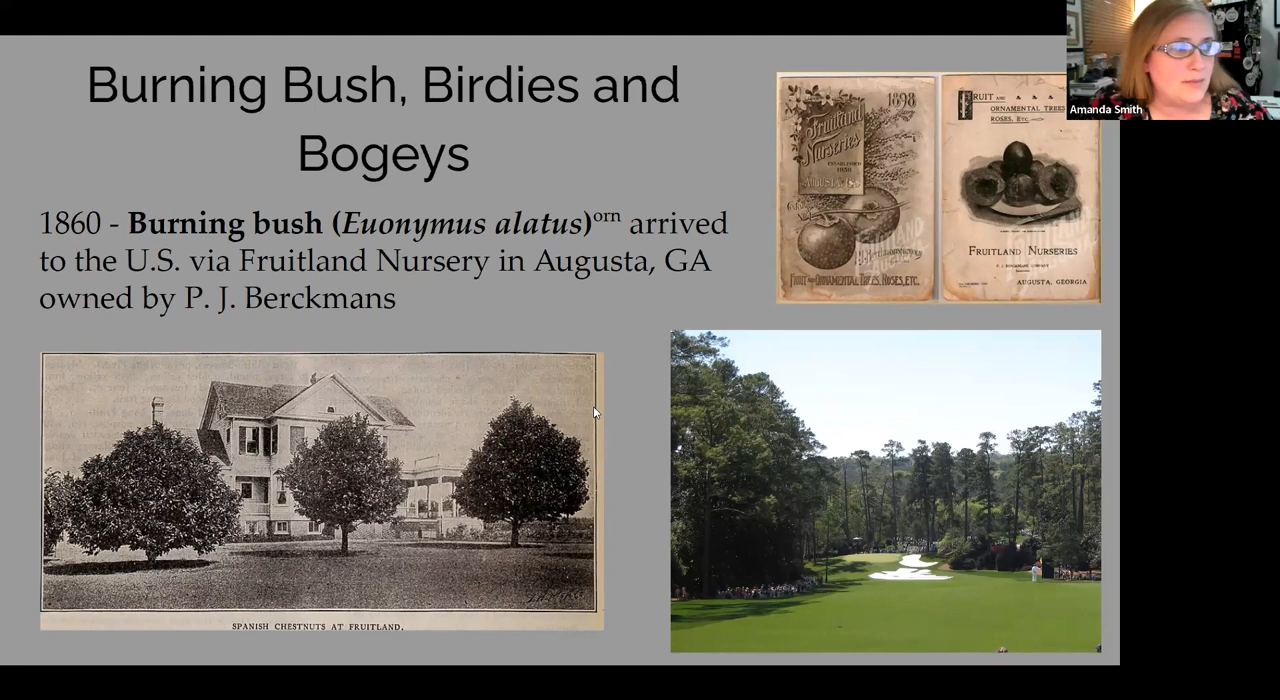 Burning Bush, Birdies and
Bogeys
1860 - Burning bush (Euonymus alatus)orn arrived
to the U.S. via Fruitland Nursery in Augusta, GA
owned by P. J. Berckmans
1898
Fruitland
Nurseries
ESTABLISHED
AUGUSTA GA.
FRUIT AND ORNAMENTAL TREES, ROSES, ETC.
FRUIT AND
ORNAMENTAL TREES
ROSES, ETC.
FRUITLAND NURSERIES
AUGUSTA, GEORGIA
Amanda Smith
SPANISH CHESTNUTS AT FRUITLAND.